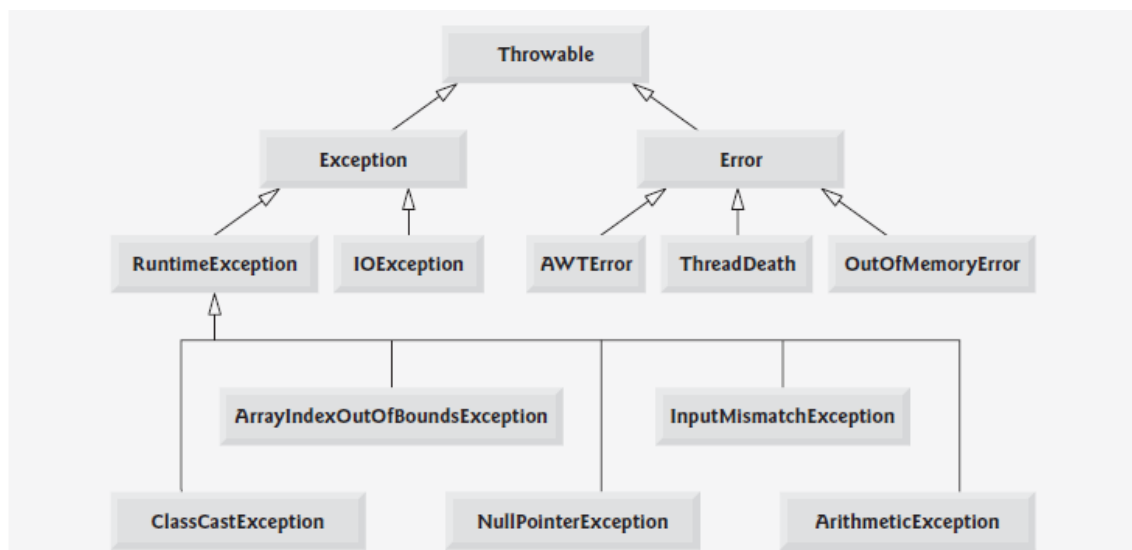 Throwable
Exception
Error
RuntimeException
IOException
AWTError
ThreadDeath
OutOfMemoryError
ArrayIndexOutOfBoundsException
InputMismatchException
ClassCastException
NullPointerException
ArithmeticException